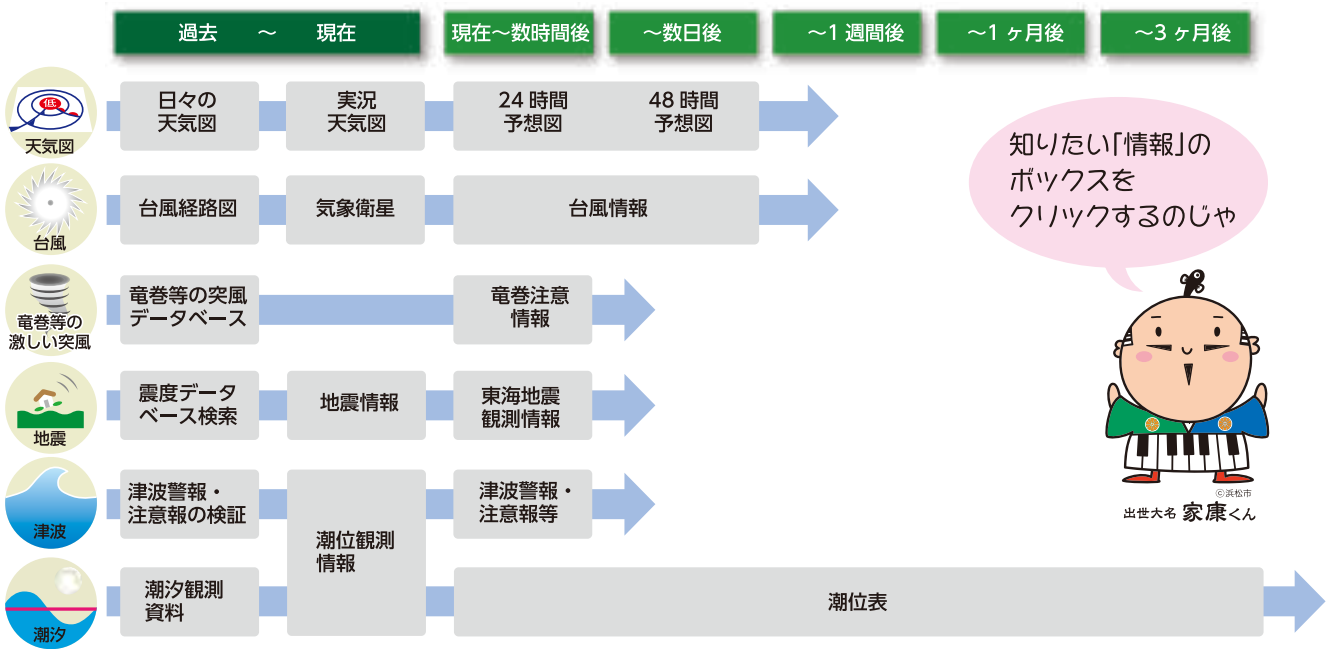 過去 ～ 現在
現在～数時間後
～数日後
～1 週間後
～1 ヶ月後
～3 ヶ月後
低
天気図
日々の
天気図
実況
天気図
24 時間
予想図
48 時間
予想図
台風
台風経路図
気象衛星
台風情報
竜巻等の
激しい突風
竜巻等の突風
データベース
竜巻注意
情報
地震
震度データ
ベース検索
地震情報
東海地震
観測情報
津波
津波警報・
注意報の検証
潮位観測
情報
津波警報・
注意報等
潮汐
潮汐観測
資料
潮位表
知りたい「情報」の
ボックスを
クリックするのじゃ
©浜松市
出世大名 家康くん